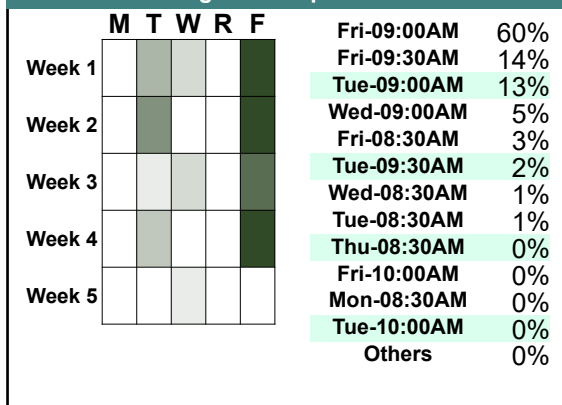 M T W R F
Week 1
Week 2
Week 3
Week 4
Week 5
Fri-09:00AM 60%
Fri-09:30AM 14%
Tue-09:00AM 13%
Wed-09:00AM 5%
Fri-08:30AM 3%
Tue-09:30AM 2%
Wed-08:30AM 1%
Tue-08:30AM 1%
Thu-08:30AM 0%
Fri-10:00AM 0%
Mon-08:30AM 0%
Tue-10:00AM 0%
Others 0%